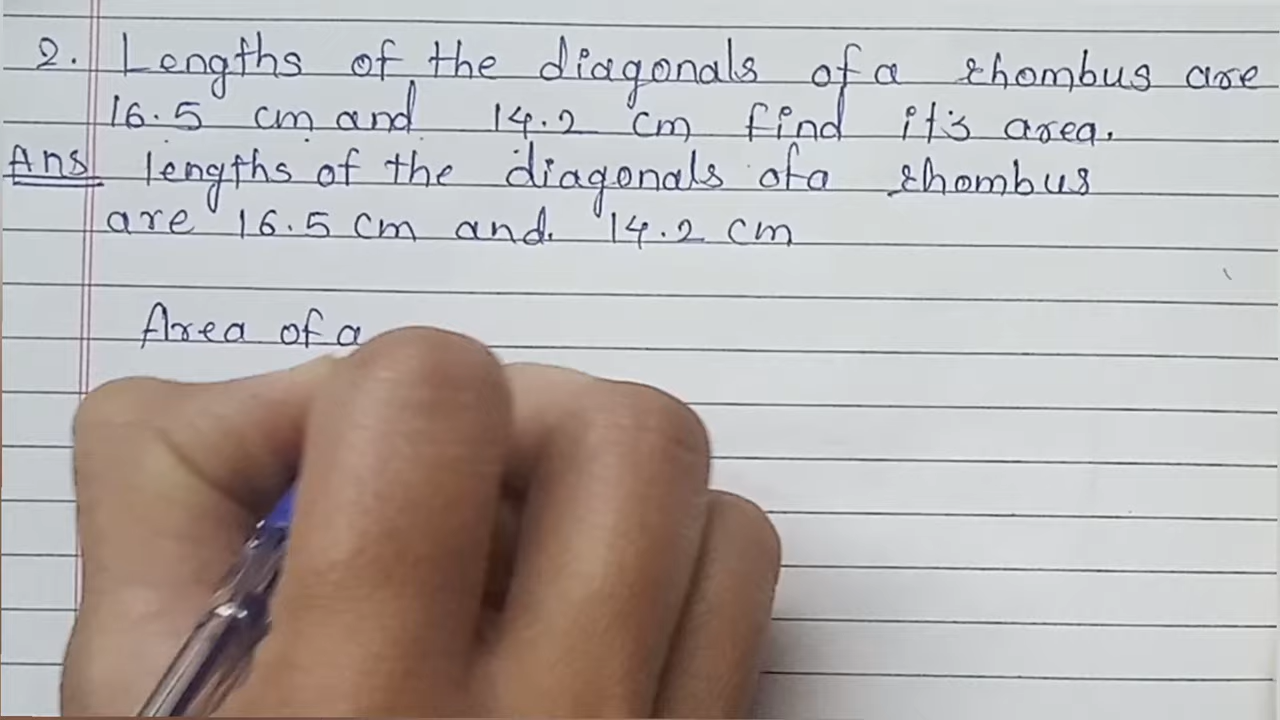 2. Lengths of the diagonals of a rhombus are
16.5 cm and 14.2 cm find it's area.
Ans lengths of the diagonals of a rhombus
are 16.5 cm and 14.2 cm
Area of a